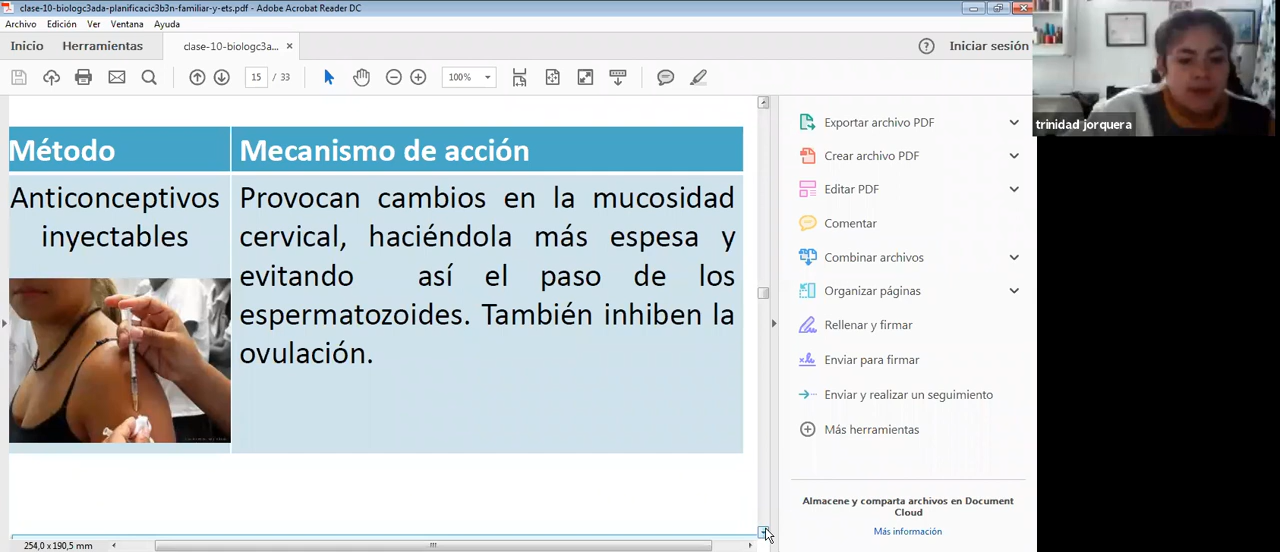 clase-10-biologc3ada-planificacic3b3n-familiar-y-ets.pdf - Adobe Acrobat Reader DC
Archivo Edición Ver Ventana Ayuda
Inicio Herramientas clase-10-biologc3a... × Iniciar sesión
15 / 33 100%
trinidad jorquera
Método Mecanismo de acción
Anticonceptivos inyectables
Provocan cambios en la mucosidad
cervical, haciéndola más espesa y
evitando así el paso de los
espermatozoides. También inhiben la
ovulación.
Exportar archivo PDF
Crear archivo PDF
Editar PDF
Comentar
Combinar archivos
Organizar páginas
Rellenar y firmar
Enviar para firmar
Enviar y realizar un seguimiento
Más herramientas
Almacene y comparta archivos en Document
Cloud
Más información
254,0 x 190,5 mm